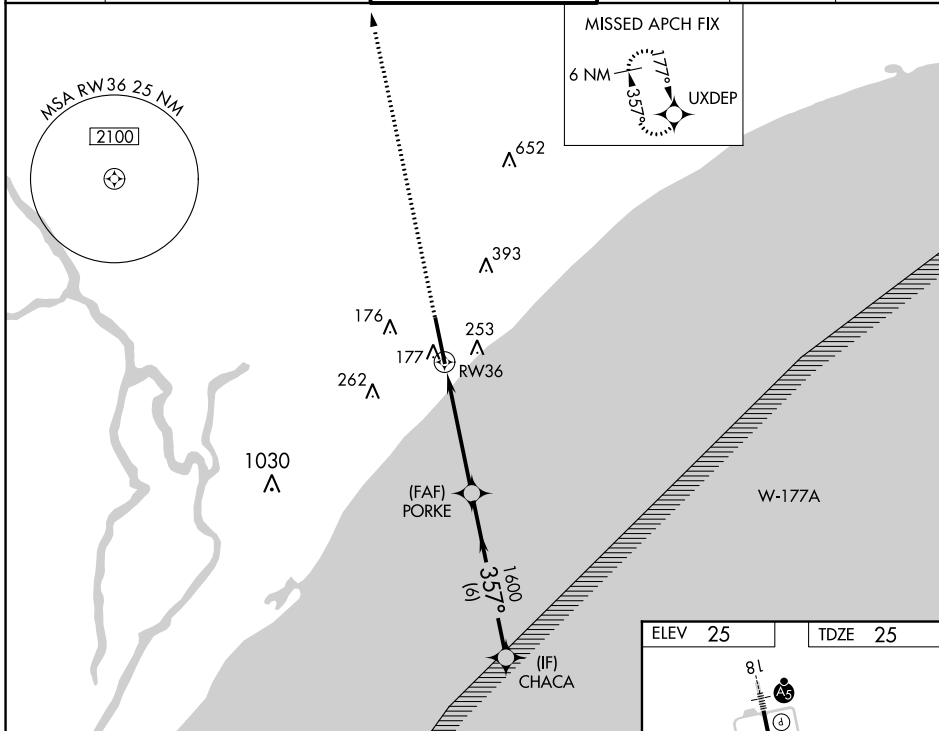 MISSED APCH FIX
6 NM
177°
357°
UXDEP
MSA RW36 25 NM
2100
652
393
176
253
177
RW36
262
1030
(FAF)
PORKE
W-177A
1600
357°
(6)
(IF)
CHACA
ELEV 25
TDZE 25
18
A5
P